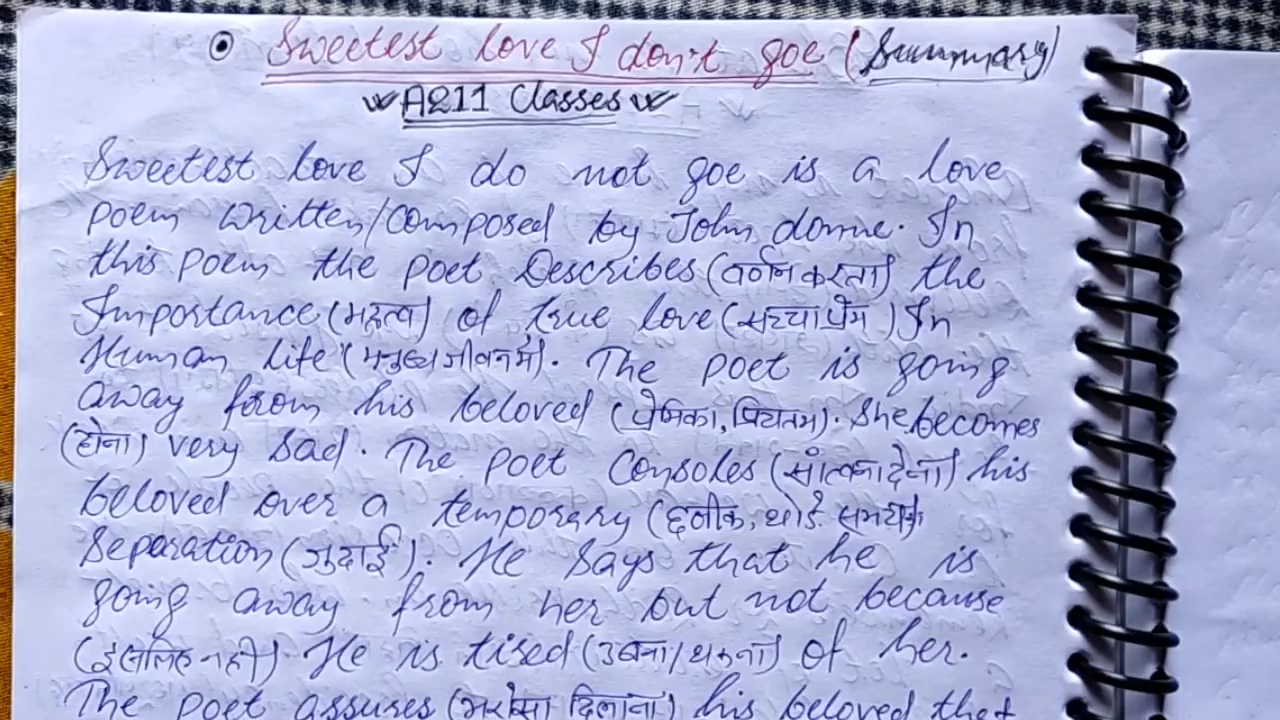 Sweetest love I don't goe (Summary)
A211 Classes
Sweetest love I do not goe is a love
poem written/Composed by John donne. In
this poem the poet Describes (वर्णन करता) the
Importance (महत्व) of true love (सच्चा प्रेम) In
Human life (मनुष्य जीवन में). The poet is going
away from his beloved (प्रेमिका, प्रियतम). She becomes
(होना) very sad. The poet Consoles (सांत्वना देना) his
beloved over a temporary (छनीक, थोड़े समय
Separation (जुदाई). He says that he is
going away from her but not because
(इसलिए नहीं) He is tired (उबना/थकना) of her.
The poet assures (भरोसा दिलाना) his beloved that